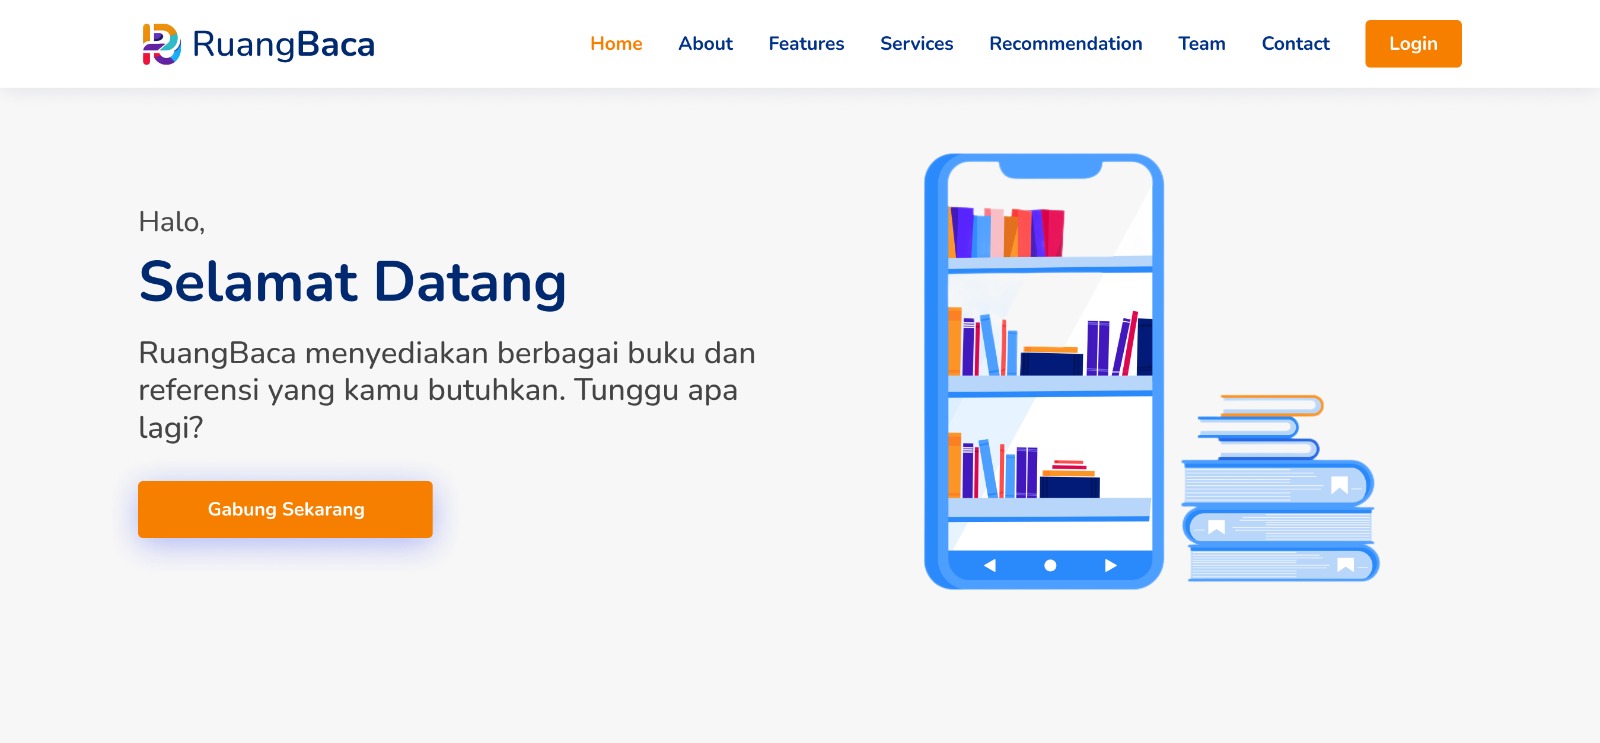 RuangBaca
Home About Features Services Recommendation Team Contact Login
Halo,
Selamat Datang
RuangBaca menyediakan berbagai buku dan
referensi yang kamu butuhkan. Tunggu apa
lagi?
Gabung Sekarang